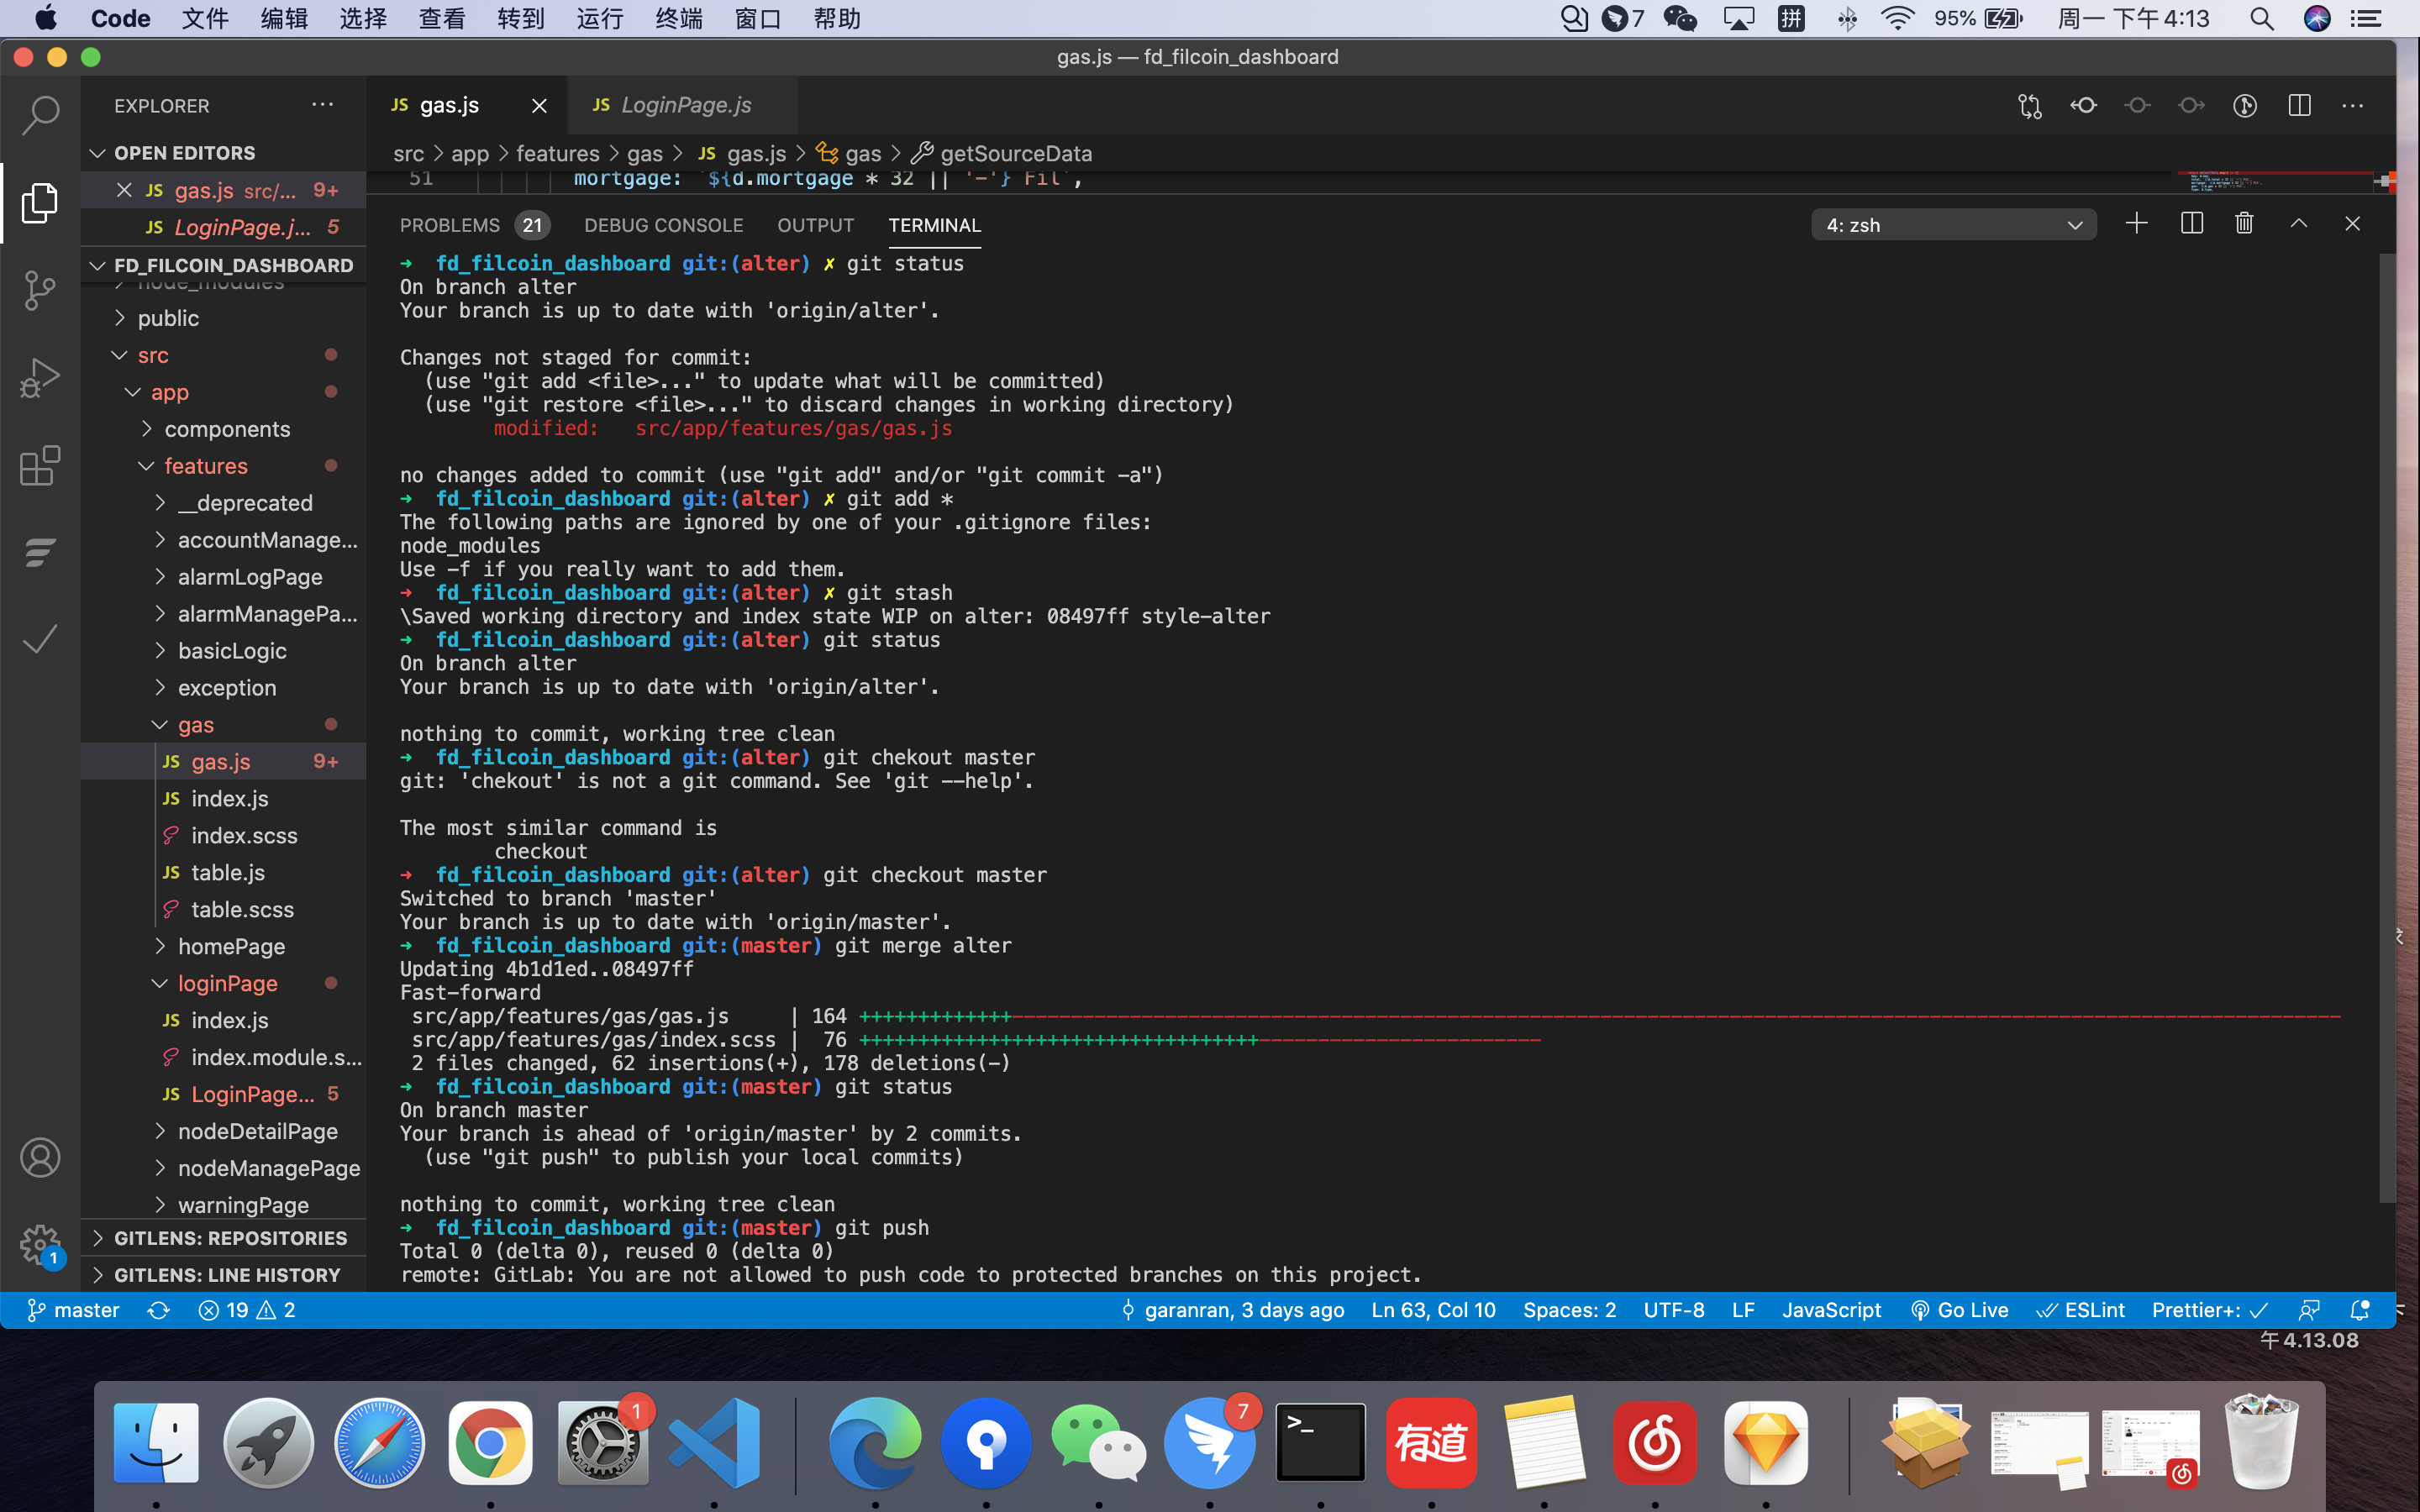 Code 文件 编辑 选择 查看 转到 运行 终端 窗口 帮助 7 拼 95% 周一 下午4:13
gas.js — fd_filcoin_dashboard
EXPLORER ···
OPEN EDITORS
JS gas.js src/... 9+
JS LoginPage.j... 5
FD_FILCOIN_DASHBOARD
node_modules
public
src
app
components
features
__deprecated
accountManage...
alarmLogPage
alarmManagePa...
basicLogic
exception
gas
JS gas.js 9+
JS index.js
index.scss
JS table.js
table.scss
homePage
loginPage
JS index.js
index.module.s...
JS LoginPage... 5
nodeDetailPage
nodeManagePage
warningPage
GITLENS: REPOSITORIES
GITLENS: LINE HISTORY
1
JS gas.js JS LoginPage.js
src > app > features > gas > JS gas.js > gas > getSourceData
51 mortgage: `${d.mortgage * 32 || '-'} Fil`,
PROBLEMS 21 DEBUG CONSOLE OUTPUT TERMINAL 4: zsh
➜ fd_filcoin_dashboard git:(alter) ✗ git status
On branch alter
Your branch is up to date with 'origin/alter'.
Changes not staged for commit:
(use "git add <file>..." to update what will be committed)
(use "git restore <file>..." to discard changes in working directory)
modified: src/app/features/gas/gas.js
no changes added to commit (use "git add" and/or "git commit -a")
➜ fd_filcoin_dashboard git:(alter) ✗ git add *
The following paths are ignored by one of your .gitignore files:
node_modules
Use -f if you really want to add them.
➜ fd_filcoin_dashboard git:(alter) ✗ git stash
\Saved working directory and index state WIP on alter: 08497ff style-alter
➜ fd_filcoin_dashboard git:(alter) git status
On branch alter
Your branch is up to date with 'origin/alter'.
nothing to commit, working tree clean
➜ fd_filcoin_dashboard git:(alter) git chekout master
git: 'chekout' is not a git command. See 'git --help'.
The most similar command is
checkout
➜ fd_filcoin_dashboard git:(alter) git checkout master
Switched to branch 'master'
Your branch is up to date with 'origin/master'.
➜ fd_filcoin_dashboard git:(master) git merge alter
Updating 4b1d1ed..08497ff
Fast-forward
src/app/features/gas/gas.js | 164
src/app/features/gas/index.scss | 76
2 files changed, 62 insertions(+), 178 deletions(-)
➜ fd_filcoin_dashboard git:(master) git status
On branch master
Your branch is ahead of 'origin/master' by 2 commits.
(use "git push" to publish your local commits)
nothing to commit, working tree clean
➜ fd_filcoin_dashboard git:(master) git push
Total 0 (delta 0), reused 0 (delta 0)
remote: GitLab: You are not allowed to push code to protected branches on this project.
master 19 2 garanran, 3 days ago Ln 63, Col 10 Spaces: 2 UTF-8 LF JavaScript Go Live ESLint Prettier+: ✓
午4.13.08
1 7 >_ 有道